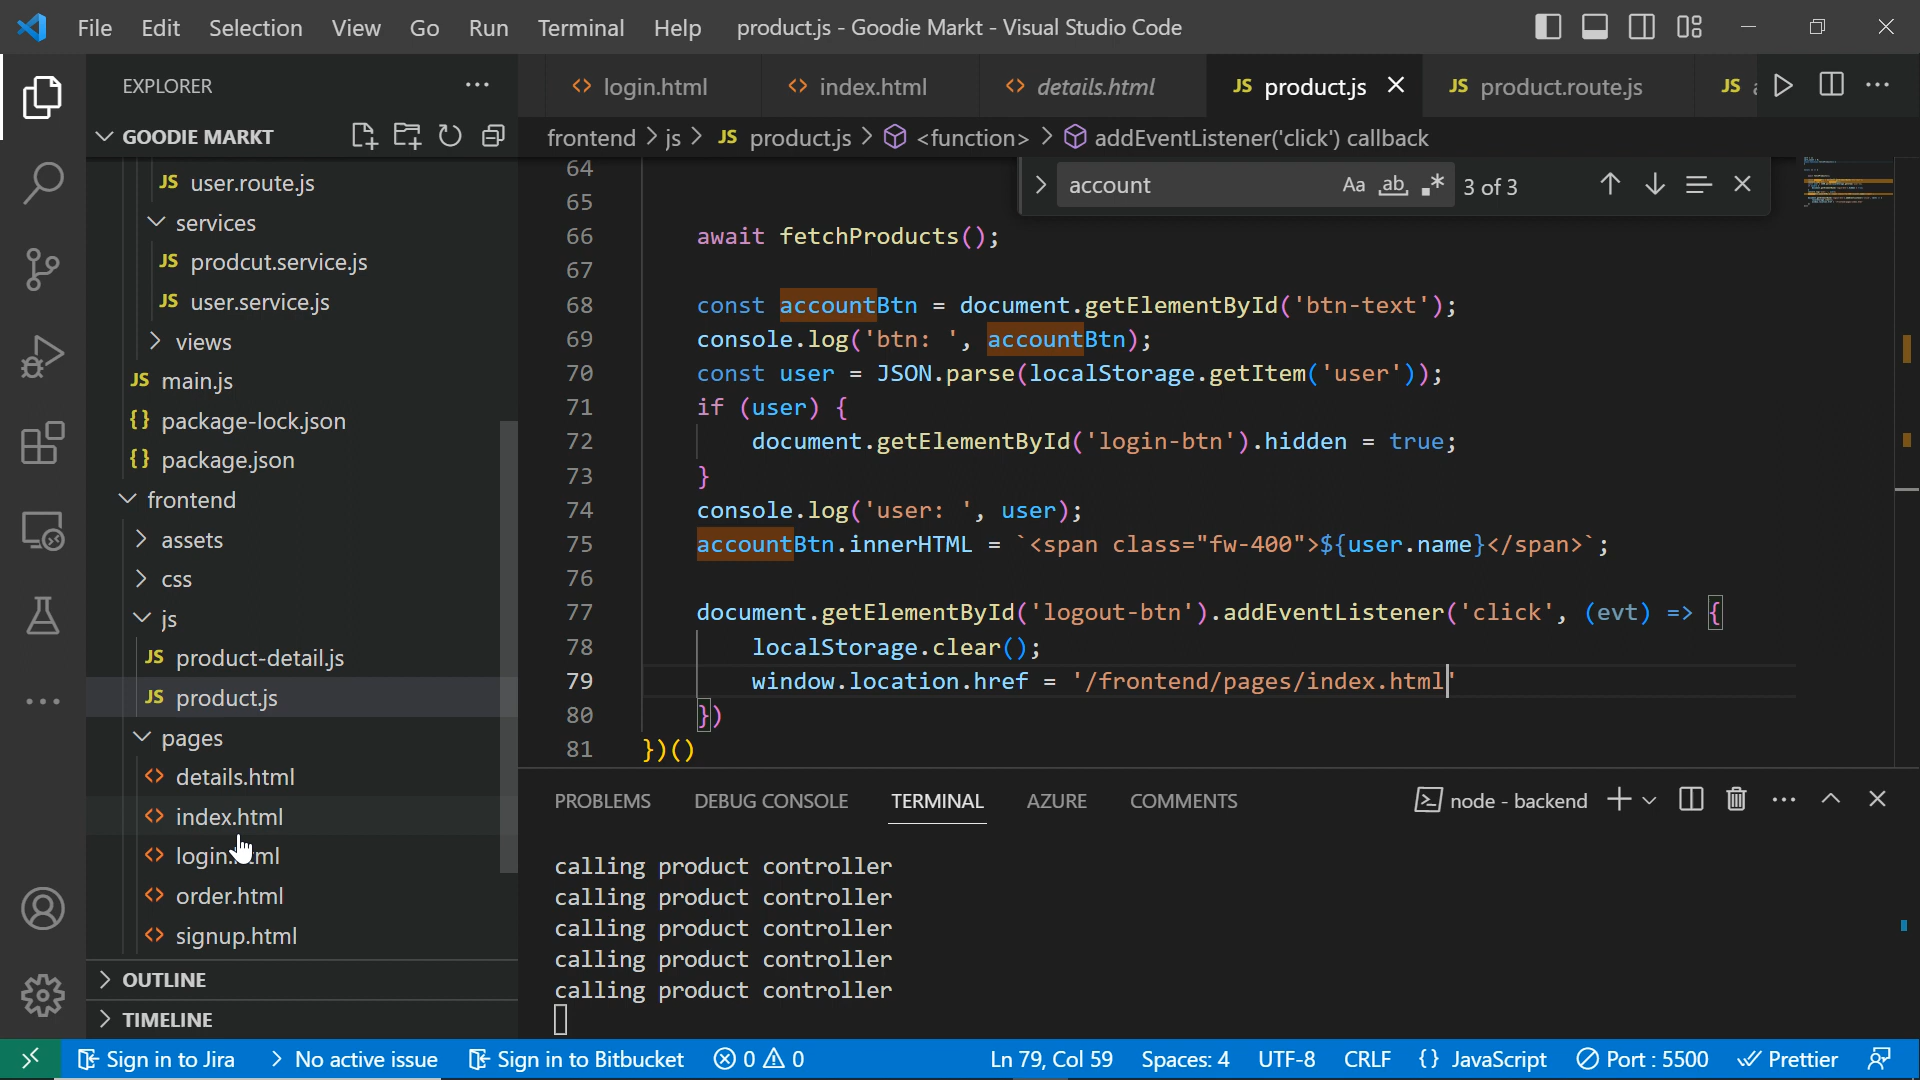 File Edit Selection View Go Run Terminal Help product.js - Goodie Markt - Visual Studio Code
EXPLORER
login.html index.html details.html JS product.js JS product.route.js JS
GOODIE MARKT
frontend > js > JS product.js > <function> > addEventListener('click') callback
JS user.route.js
services
JS prodcut.service.js
JS user.service.js
views
JS main.js
{} package-lock.json
{} package.json
frontend
assets
css
js
JS product-detail.js
JS product.js
pages
details.html
index.html
order.html
signup.html
OUTLINE
TIMELINE
account Aa ab 3 of 3
64
65
66 await fetchProducts();
67
68 const accountBtn = document.getElementById('btn-text');
69 console.log('btn: ', accountBtn);
70 const user = JSON.parse(localStorage.getItem('user'));
71 if (user) {
72 document.getElementById('login-btn').hidden = true;
73 }
74 console.log('user: ', user);
75 accountBtn.innerHTML = `<span class="fw-400">${user.name}</span>`;
76
77 document.getElementById('logout-btn').addEventListener('click', (evt) => {
78 localStorage.clear();
79 window.location.href = '/frontend/pages/index.html'
80 })
81 })()
PROBLEMS DEBUG CONSOLE TERMINAL AZURE COMMENTS node - backend
calling product controller
calling product controller
calling product controller
calling product controller
calling product controller
Sign in to Jira > No active issue Sign in to Bitbucket 0 0 Ln 79, Col 59 Spaces: 4 UTF-8 CRLF {} JavaScript Port : 5500 Prettier